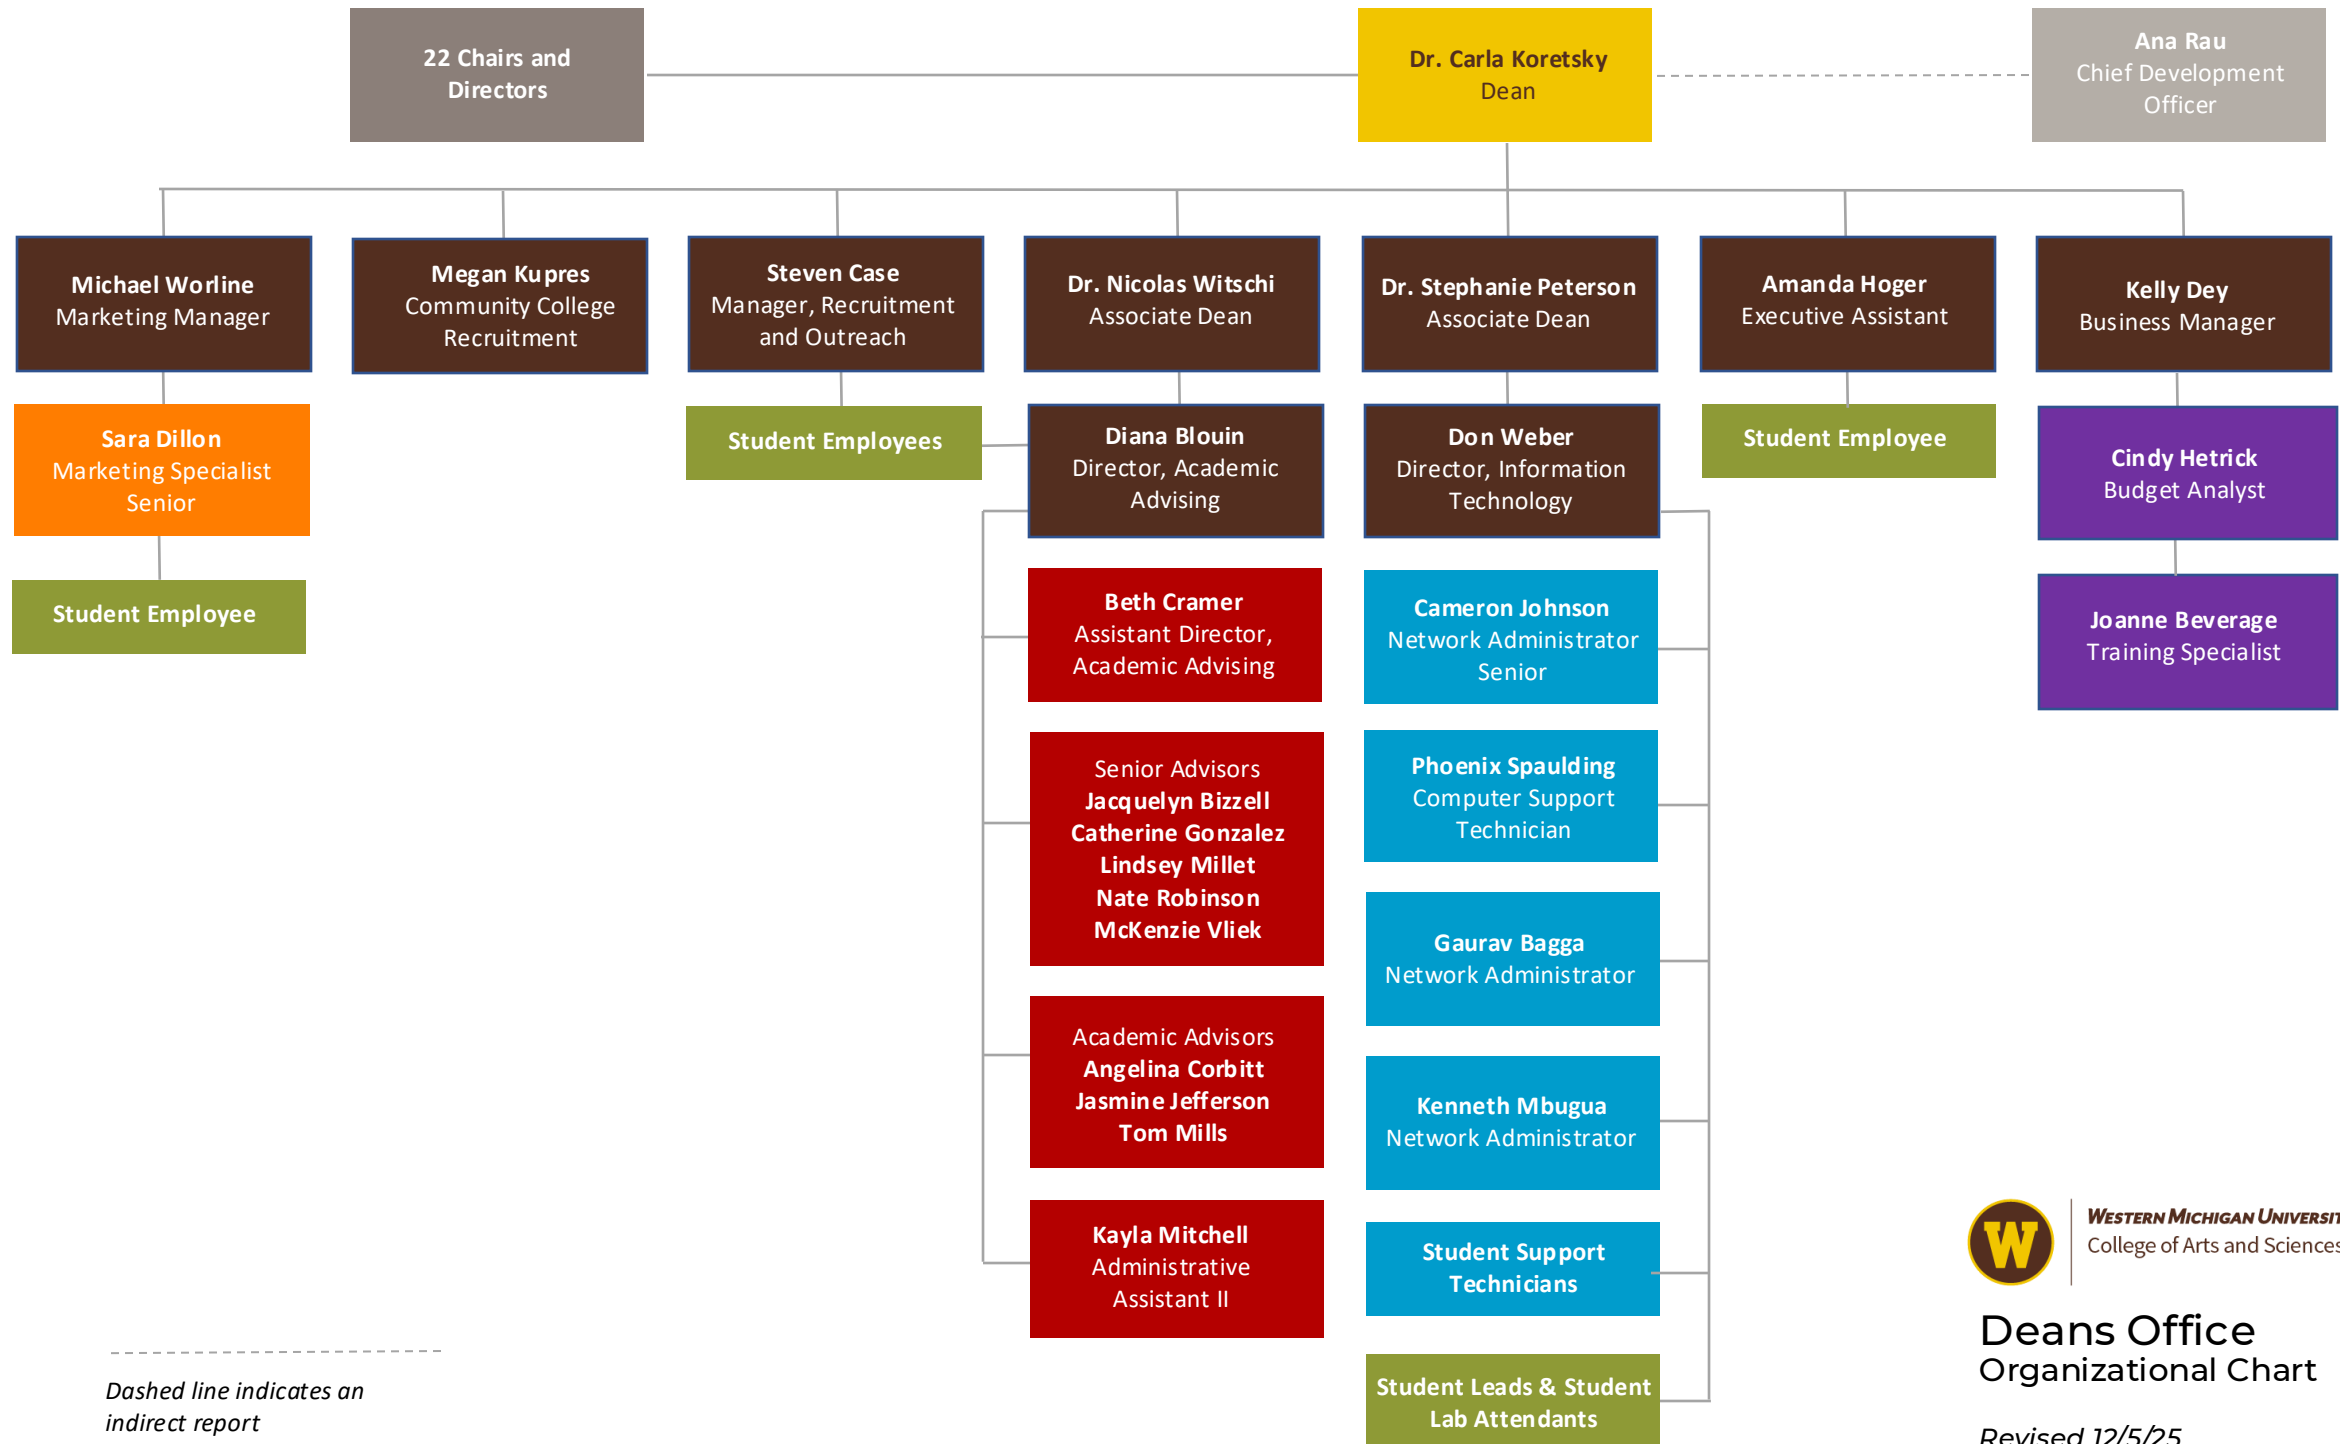 22 Chairs and
Directors
Dr. Carla Koretsky
Dean
Ana Rau
Chief Development
Officer
Michael Worline
Marketing Manager
Megan Kupres
Community College
Recruitment
Steven Case
Manager, Recruitment
and Outreach
Dr. Nicolas Witschi
Associate Dean
Dr. Stephanie Peterson
Associate Dean
Amanda Hoger
Executive Assistant
Kelly Dey
Business Manager
Sara Dillon
Marketing Specialist
Senior
Student Employees
Diana Blouin
Director, Academic
Advising
Don Weber
Director, Information
Technology
Student Employee
Cindy Hetrick
Budget Analyst
Student Employee
Beth Cramer
Assistant Director,
Academic Advising
Cameron Johnson
Network Administrator
Senior
Joanne Beverage
Training Specialist
Senior Advisors
Jacquelyn Bizzell
Catherine Gonzalez
Lindsey Millet
Nate Robinson
McKenzie Vliek
Phoenix Spaulding
Computer Support
Technician
Gaurav Bagga
Network Administrator
Academic Advisors
Angelina Corbitt
Jasmine Jefferson
Tom Mills
Kenneth Mbugua
Network Administrator
Kayla Mitchell
Administrative
Assistant II
Student Support
Technicians
Student Leads & Student
Lab Attendants
Dashed line indicates an
indirect report
W
WESTERN MICHIGAN UNIVERSIT
College of Arts and Sciences
Deans Office
Organizational Chart
Revised 12/5/25